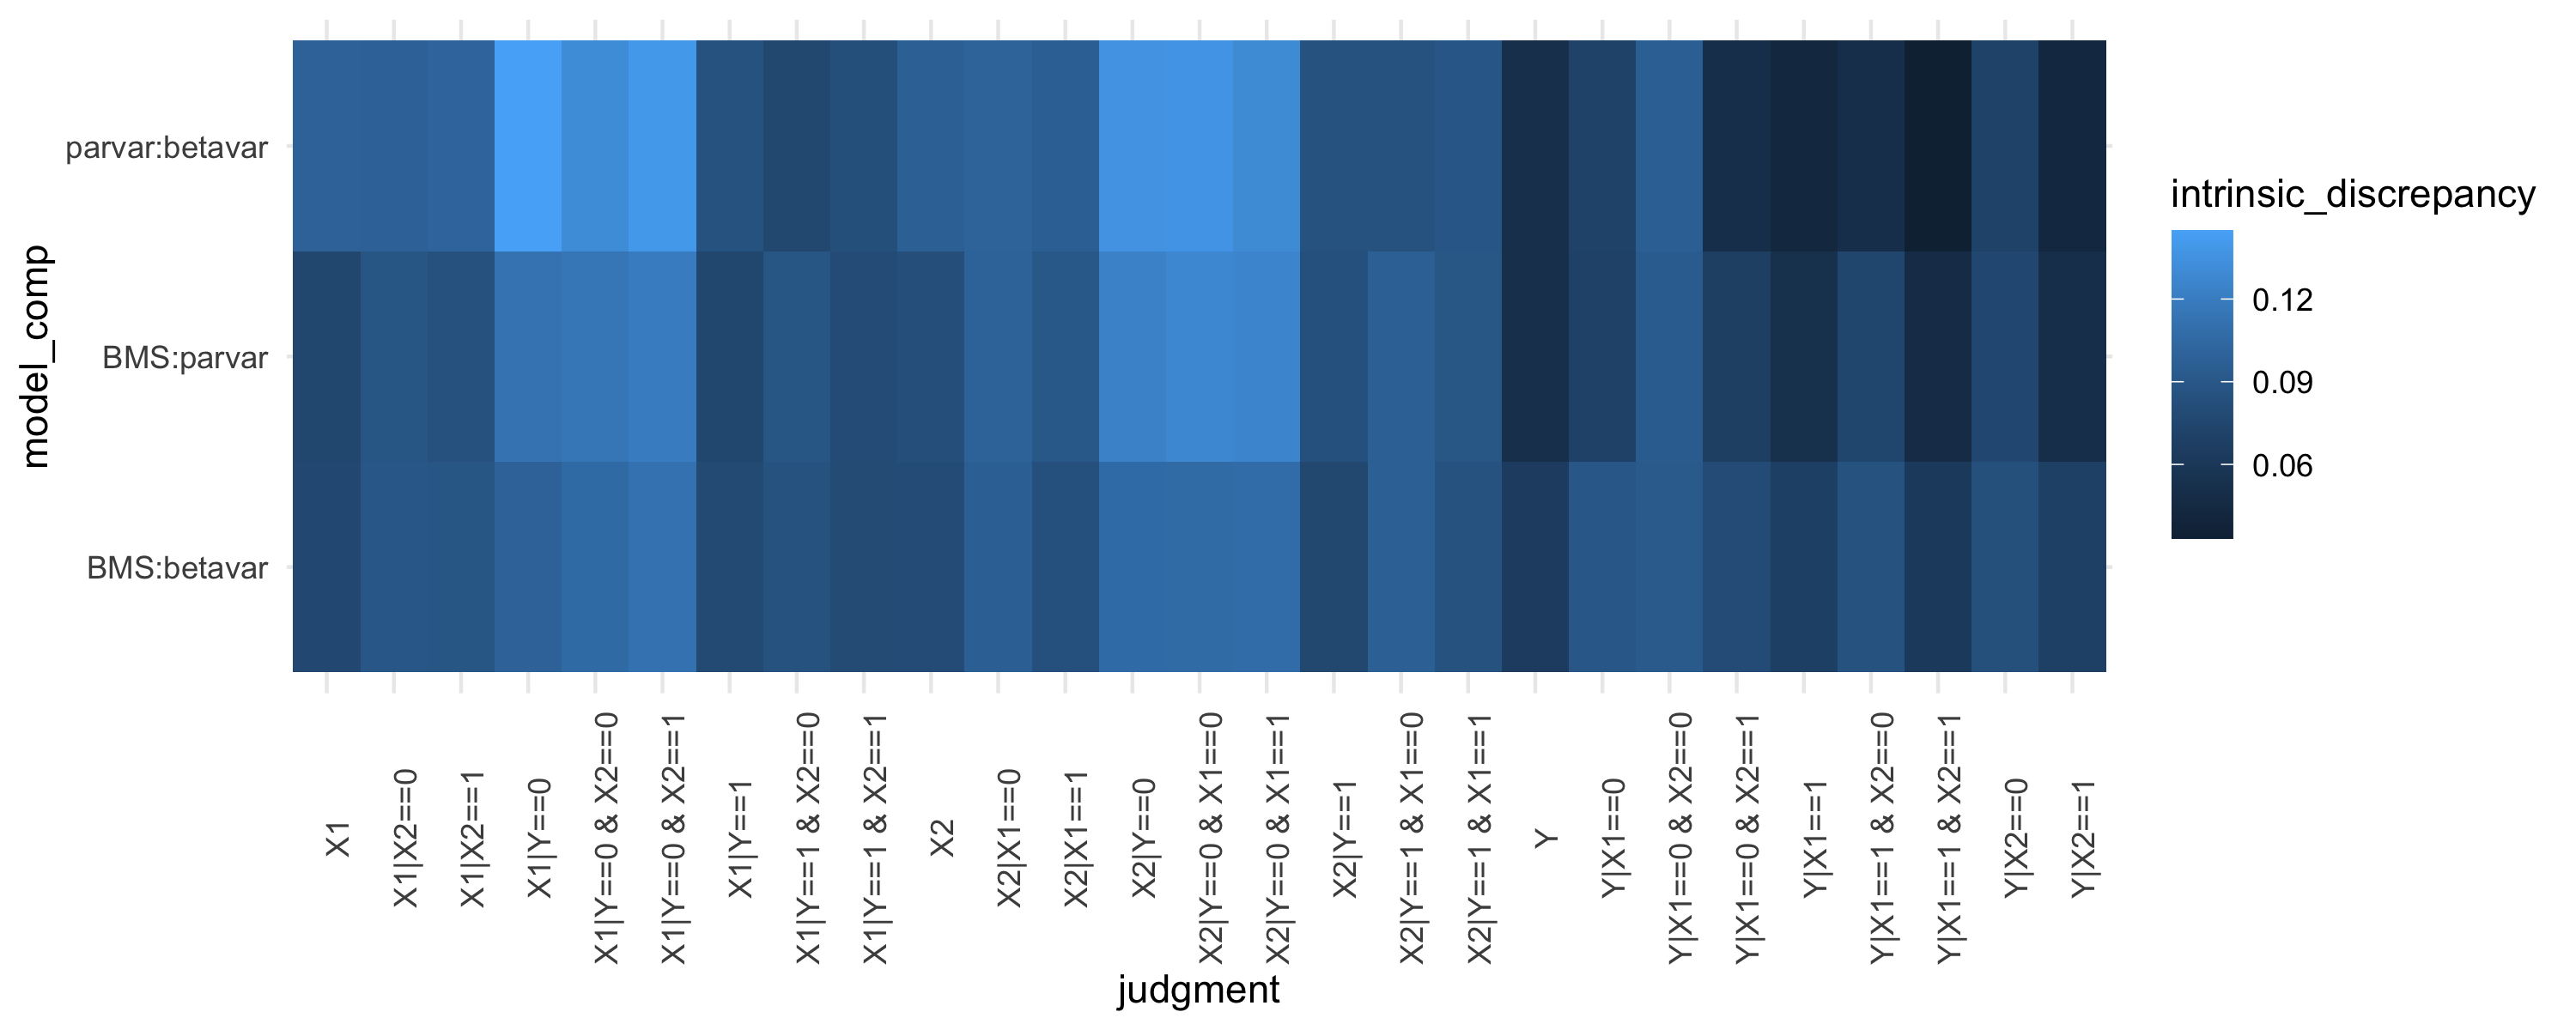 model_comp
parvar:betavar
BMS:parvar
BMS:betavar
X1
X1|X2==0
X1|X2==1
X1|Y==0
X1|Y==0 & X2==0
X1|Y==0 & X2==1
X1|Y==1
X1|Y==1 & X2==0
X1|Y==1 & X2==1
X2
X2|X1==0
X2|X1==1
X2|Y==0
X2|Y==0 & X1==0
X2|Y==0 & X1==1
X2|Y==1
X2|Y==1 & X1==0
X2|Y==1 & X1==1
Y
Y|X1==0
Y|X1==0 & X2==0
Y|X1==0 & X2==1
Y|X1==1
Y|X1==1 & X2==0
Y|X1==1 & X2==1
Y|X2==0
Y|X2==1
judgment
intrinsic_discrepancy
0.12
0.09
0.06